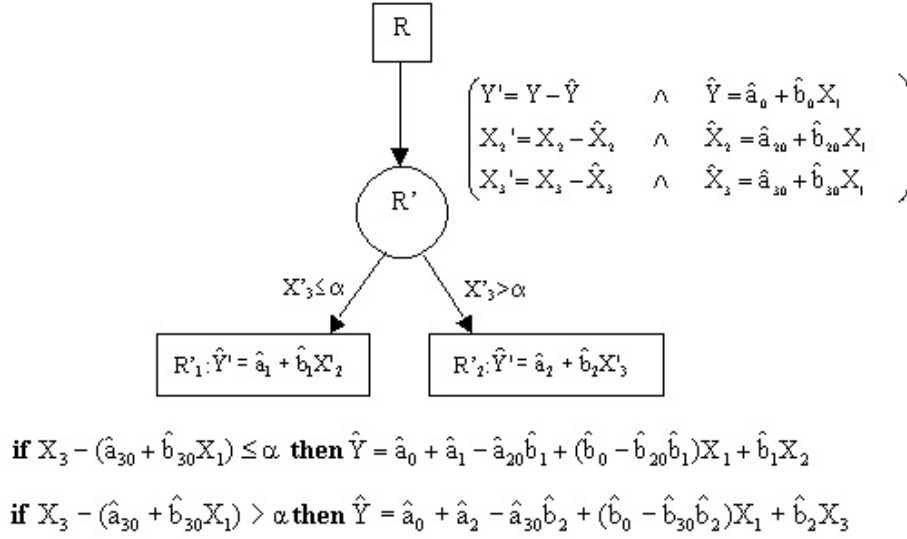 R
Y'= Y − Ŷ ∧ Ŷ = â₀ + b̂₀X₁
X₂'= X₂ − X̂₂ ∧ X̂₂ = â₂₀ + b̂₂₀X₁
X₃'= X₃ − X̂₃ ∧ X̂₃ = â₃₀ + b̂₃₀X₁
R’
X’₃≤α X’₃>α
R’₁:Ŷ' = â₁ + b̂₁X'₂ R’₂:Ŷ' = â₂ + b̂₂X'₃
if X₃ − (â₃₀ + b̂₃₀X₁) ≤ α then Ŷ = â₀ + â₁ − â₂₀b̂₁ + (b̂₀ − b̂₂₀b̂₁)X₁ + b̂₁X₂
if X₃ − (â₃₀ + b̂₃₀X₁) > α then Ŷ = â₀ + â₂ − â₃₀b̂₂ + (b̂₀ − b̂₃₀b̂₂)X₁ + b̂₂X₃